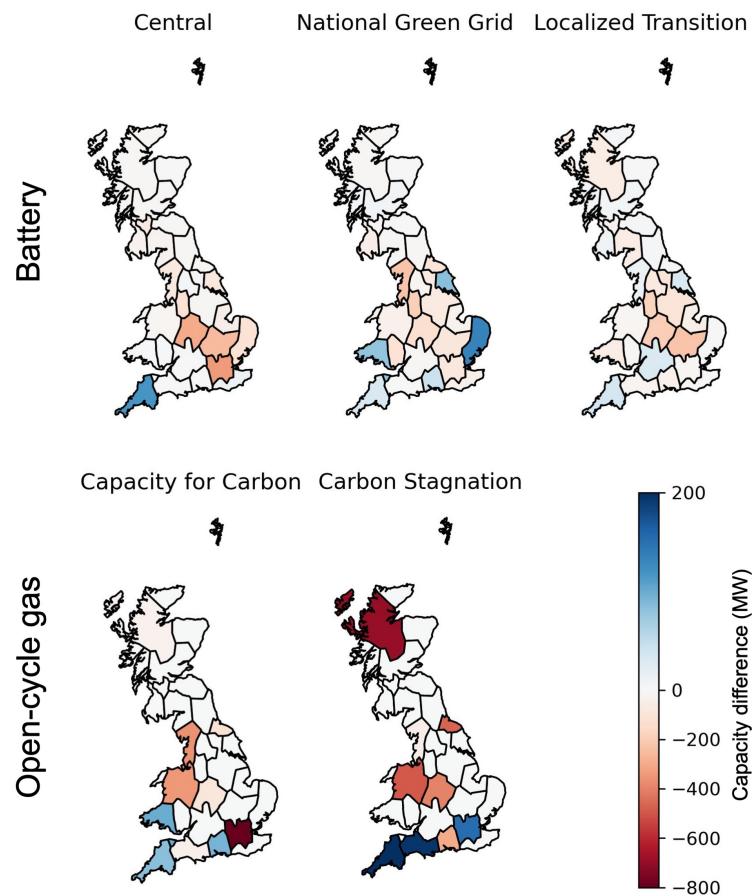 Central
National Green Grid
Localized Transition
Battery
Capacity for Carbon
Carbon Stagnation
Open-cycle gas
200
0
−200
−400
−600
−800
Capacity difference (MW)